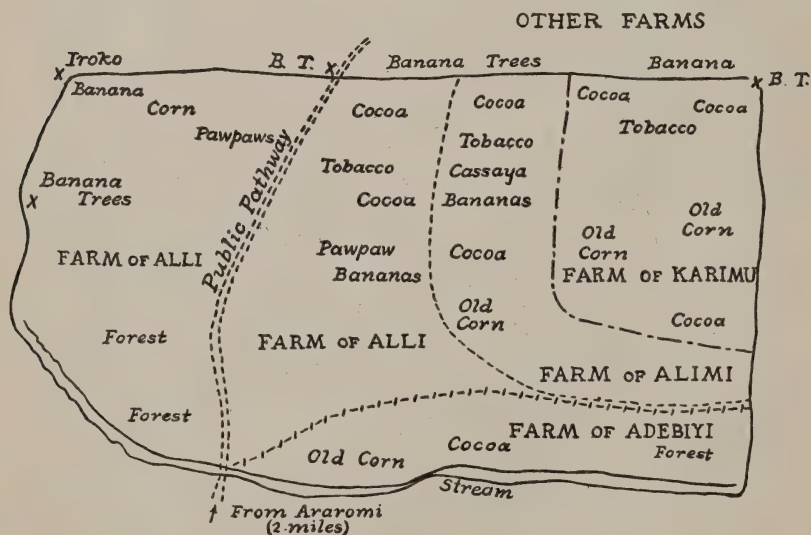 OTHER FARMS
Iroko
B. T.
Banana Trees
Banana
B. T.
Banana
Corn
Pawpaws
Public Pathway
Cocoa
Cocoa
Cocoa
Cocoa
Tobacco
Tobacco
Tobacco
Cassaya
Banana
Trees
Cocoa
Bananas
Old
Corn
Old
Corn
Pawpaw
Bananas
Cocoa
FARM OF ALLI
FARM OF KARIMU
Old
Corn
Cocoa
Forest
FARM OF ALLI
FARM OF ALIMI
Forest
FARM OF ADEBIYI
Old Corn
Cocoa
Forest
Stream
From Araromi
(2 miles)